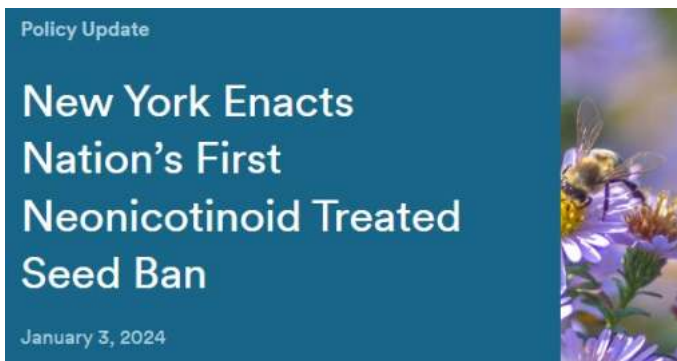 Policy Update
New York Enacts
Nation’s First
Neonicotinoid Treated
Seed Ban
January 3, 2024